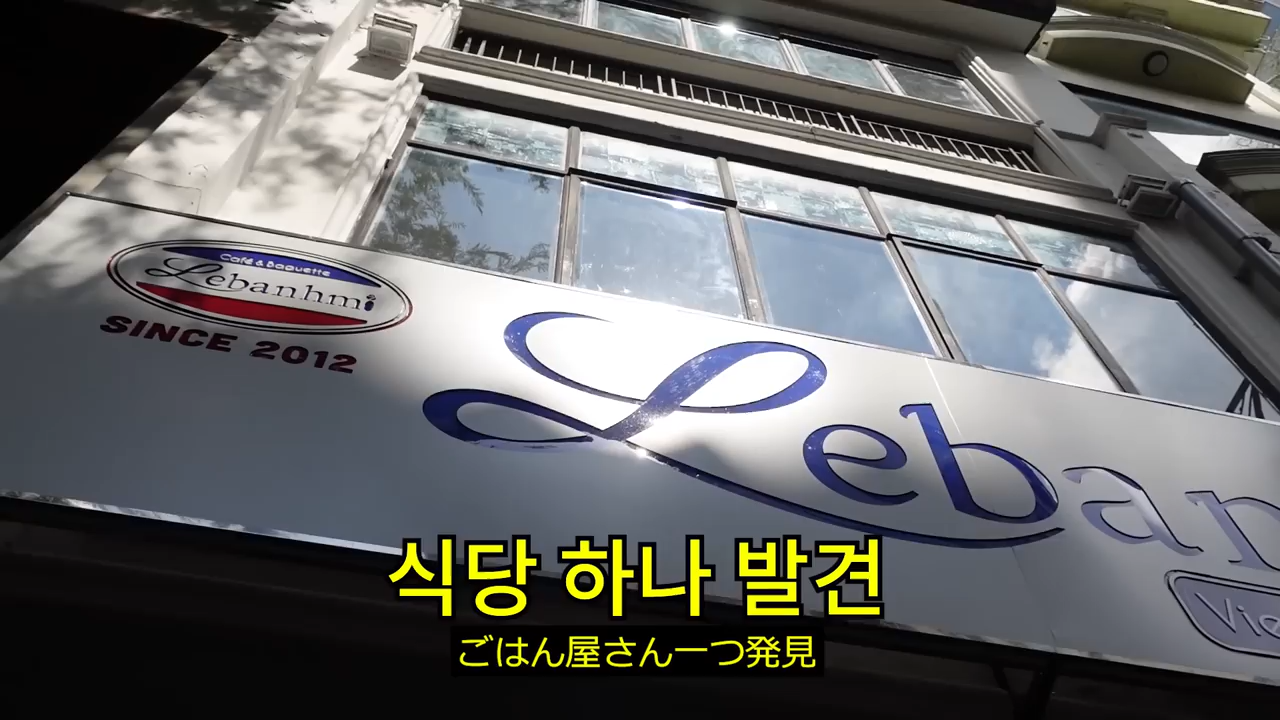 Café & Baguette
Lebanhmi
SINCE 2012
Leban
Vie
식당 하나 발견
ごはん屋さん一つ発見